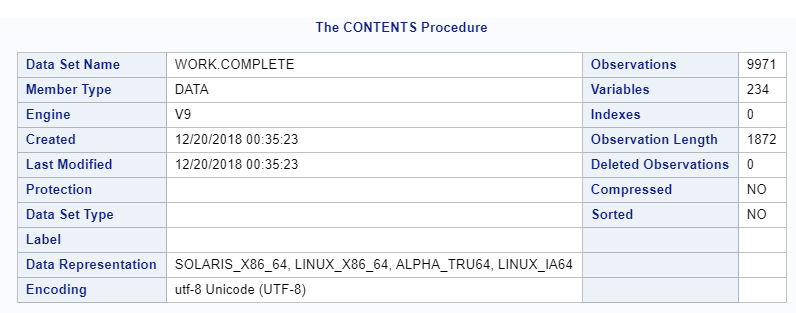 The CONTENTS Procedure
Data Set Name WORK.COMPLETE Observations 9971
Member Type DATA Variables 234
Engine V9 Indexes 0
Created 12/20/2018 00:35:23 Observation Length 1872
Last Modified 12/20/2018 00:35:23 Deleted Observations 0
Protection Compressed NO
Data Set Type Sorted NO
Label
Data Representation SOLARIS_X86_64, LINUX_X86_64, ALPHA_TRU64, LINUX_IA64
Encoding utf-8 Unicode (UTF-8)